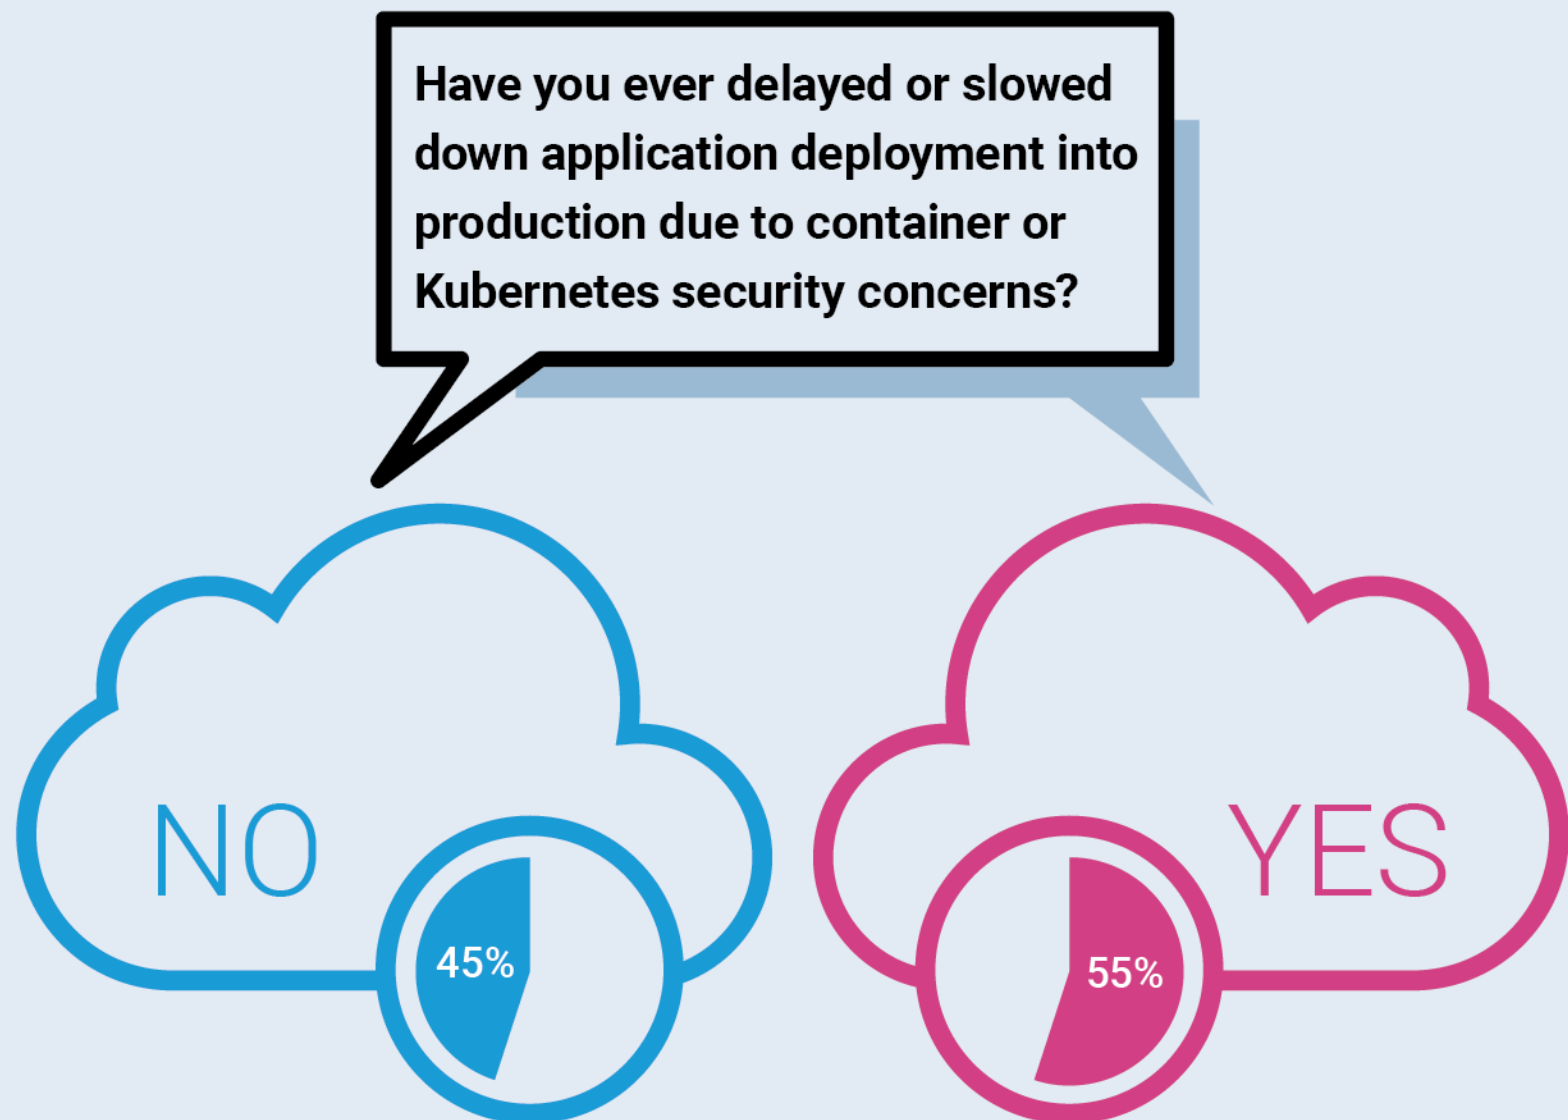 Have you ever delayed or slowed
down application deployment into
production due to container or
Kubernetes security concerns?
NO
YES
45%
55%